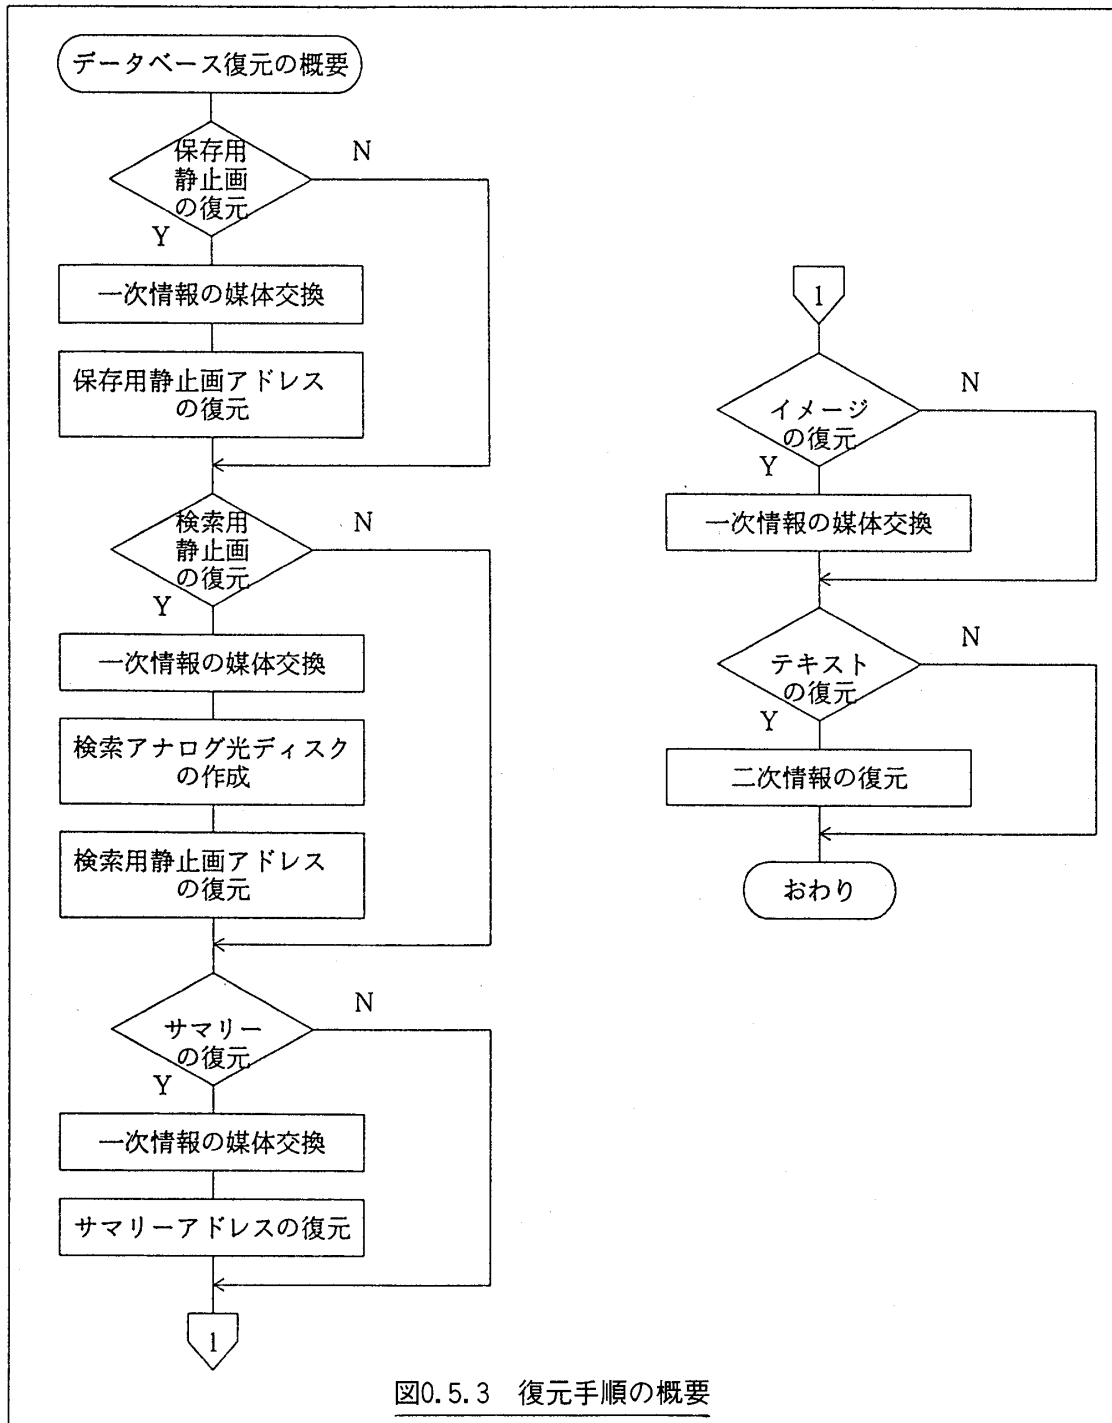 データベース復元の概要
保存用
静止画
の復元
N
Y
一次情報の媒体交換
保存用静止画アドレス
の復元
検索用
静止画
の復元
N
Y
一次情報の媒体交換
検索アナログ光ディスク
の作成
検索用静止画アドレス
の復元
サマリー
の復元
N
Y
一次情報の媒体交換
サマリーアドレスの復元
1
1
イメージ
の復元
N
Y
一次情報の媒体交換
テキスト
の復元
N
Y
二次情報の復元
おわり
図0.5.3 復元手順の概要